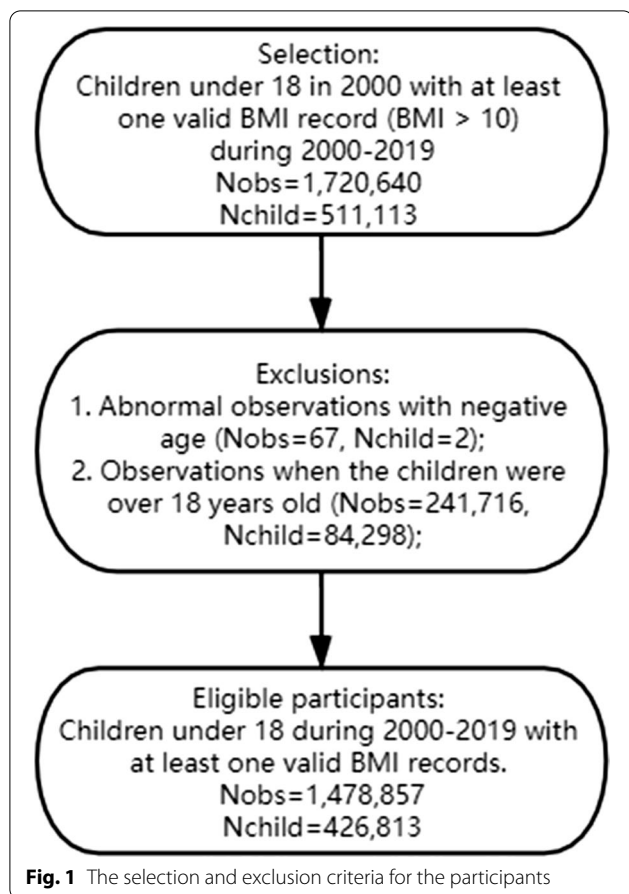 Selection:
Children under 18 in 2000 with at least
one valid BMI record (BMI > 10)
during 2000-2019
Nobs=1,720,640
Nchild=511,113
Exclusions:
1. Abnormal observations with negative
age (Nobs=67, Nchild=2);
2. Observations when the children were
over 18 years old (Nobs=241,716,
Nchild=84,298);
Eligible participants:
Children under 18 during 2000-2019 with
at least one valid BMI records.
Nobs=1,478,857
Nchild=426,813
Fig. 1 The selection and exclusion criteria for the participants